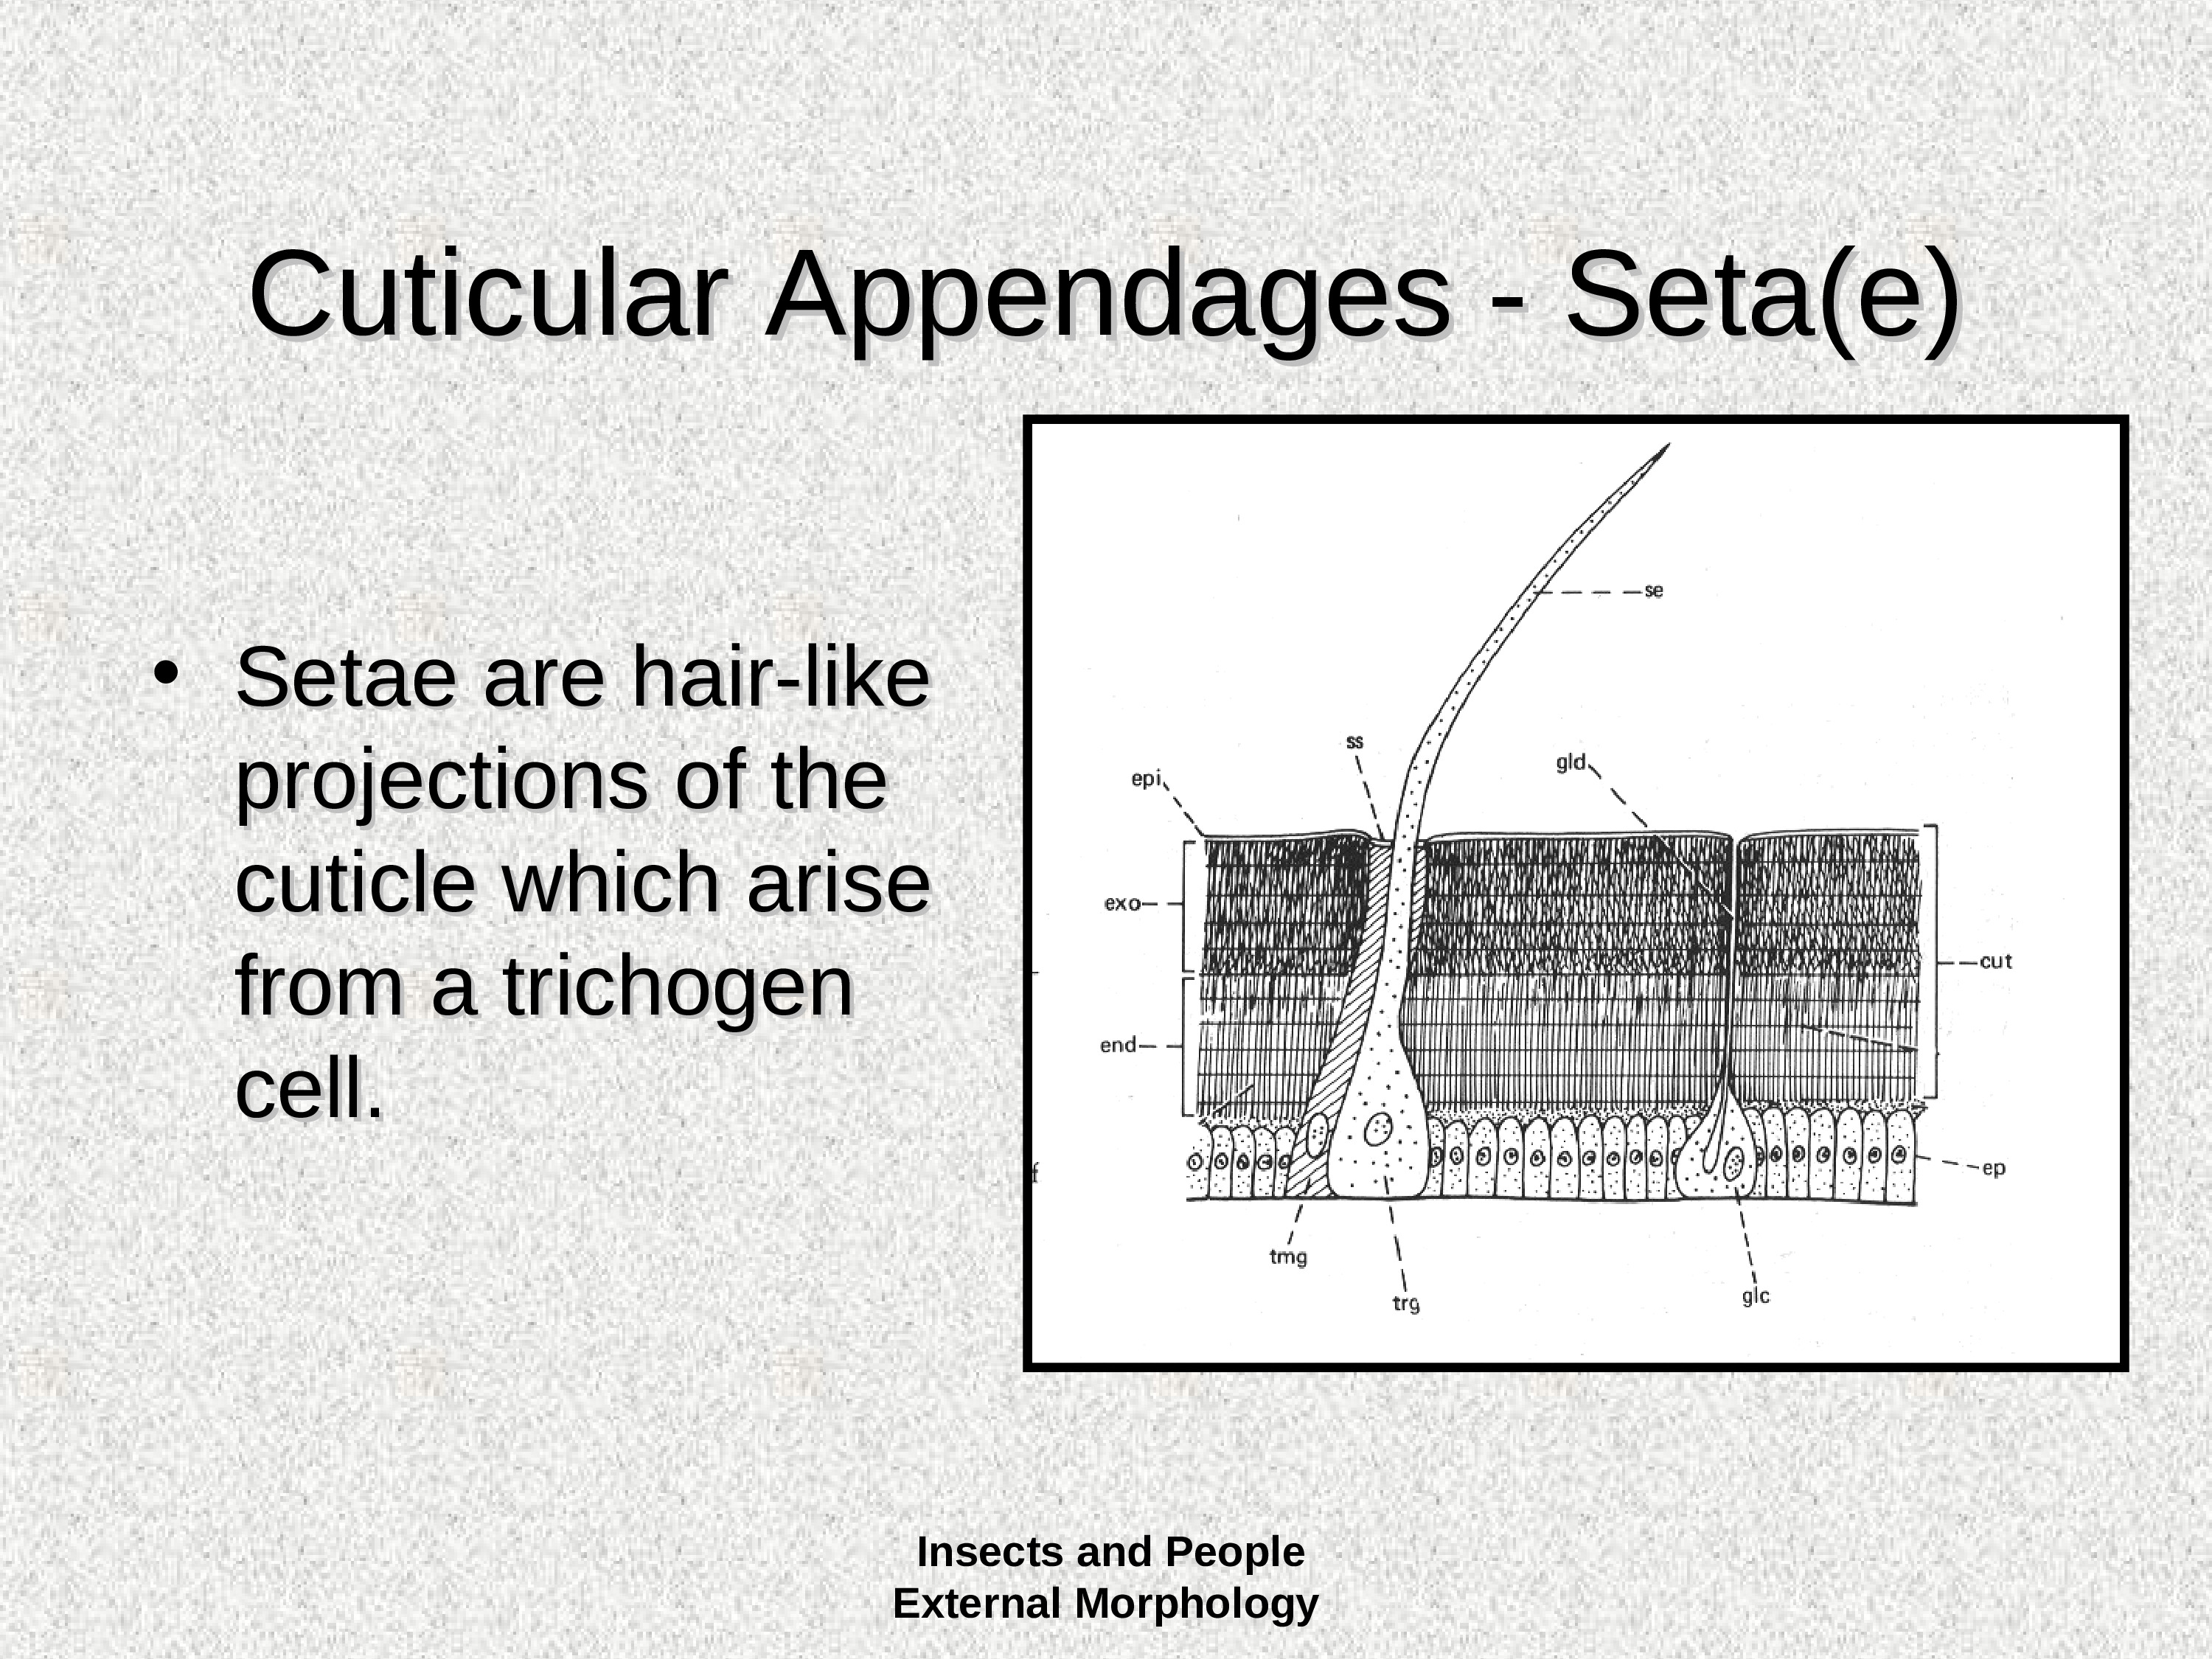 Cuticular Appendages - Seta(e)
• Setae are hair-like
projections of the
cuticle which arise
from a trichogen
cell.
se
ss
gld
epi
exo
cut
end
f
ep
tmg
trg
glc
Insects and People
External Morphology